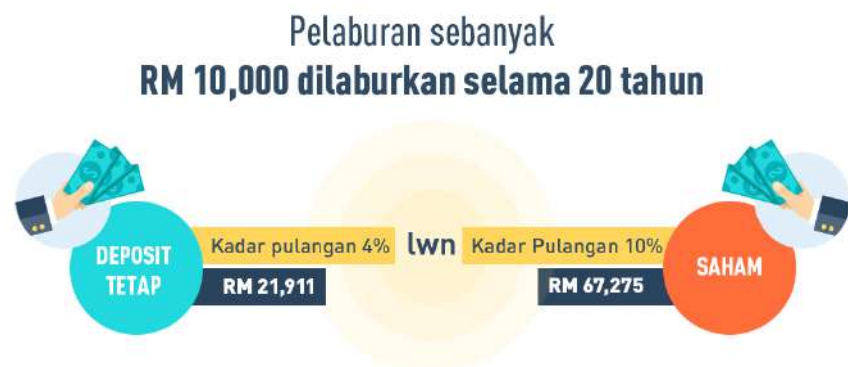 Pelaburan sebanyak
RM 10,000 dilaburkan selama 20 tahun
DEPOSIT
TETAP
Kadar pulangan 4%
RM 21,911
lwn
Kadar Pulangan 10%
RM 67,275
SAHAM